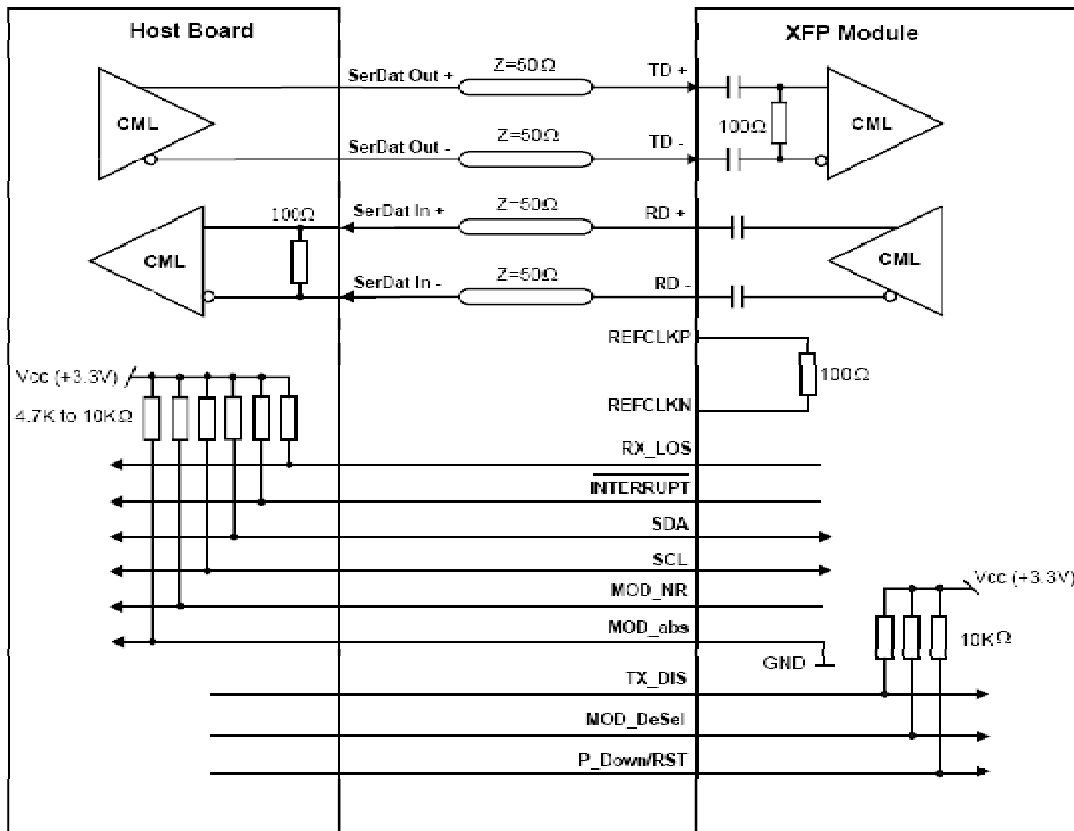 Host Board
XFP Module
SerDat Out +
Z=50Ω
TD +
CML
100Ω
CML
SerDat Out -
Z=50Ω
TD -
100Ω
SerDat In +
Z=50Ω
RD +
CML
CML
SerDat In -
Z=50Ω
RD -
REFCLKP
Vcc (+3.3V)
100Ω
4.7K to 10KΩ
REFCLKN
RX_LOS
INTERRUPT
SDA
SCL
Vcc (+3.3V)
MOD_NR
MOD_abs
10KΩ
GND
TX_DIS
MOD_DeSel
P_Down/RST